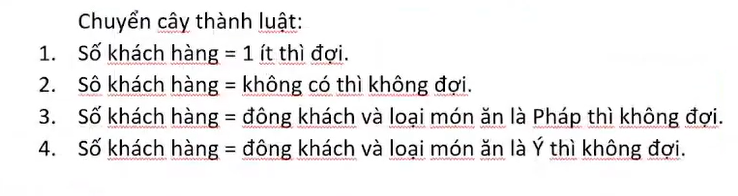 Chuyển cây thành luật:
1. Số khách hàng = 1 ít thì đợi.
2. Sô khách hàng = không có thì không đợi.
3. Số khách hàng = đông khách và loại món ăn là Pháp thì không đợi.
4. Số khách hàng = đông khách và loại món ăn là Ý thì không đợi.